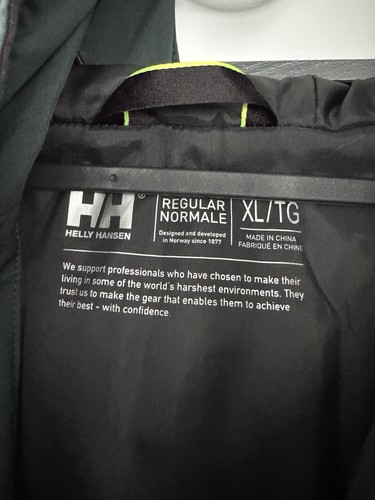 HH®
HELLY HANSEN
REGULAR
NORMALE
Designed and developed
in Norway since 1877
XL/TG
MADE IN CHINA
FABRIQUÉ EN CHINE
We support professionals who have chosen to make their
living in some of the world's harshest environments. They
trust us to make the gear that enables them to achieve
their best - with confidence.